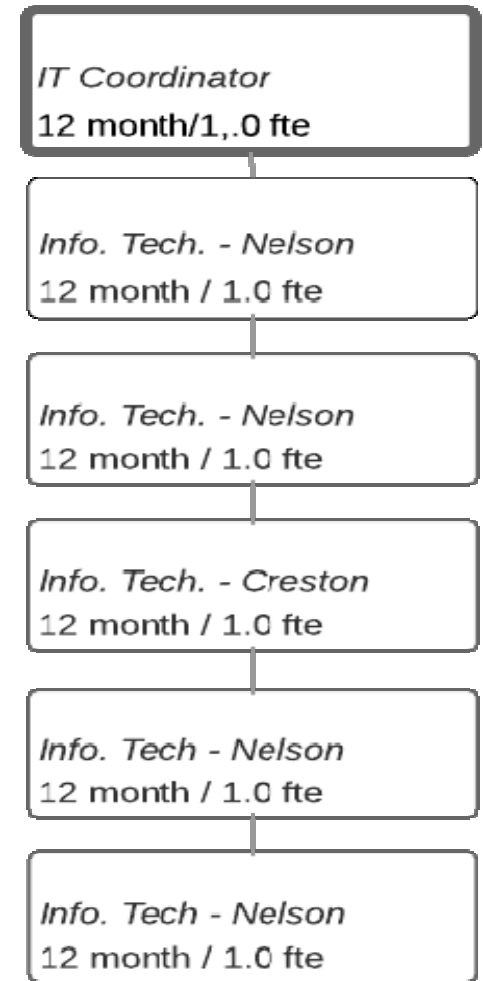 IT Coordinator
12 month/1,.0 fte
Info. Tech. - Nelson
12 month / 1.0 fte
Info. Tech. - Nelson
12 month / 1.0 fte
Info. Tech. - Creston
12 month / 1.0 fte
Info. Tech - Nelson
12 month / 1.0 fte
Info. Tech - Nelson
12 month / 1.0 fte